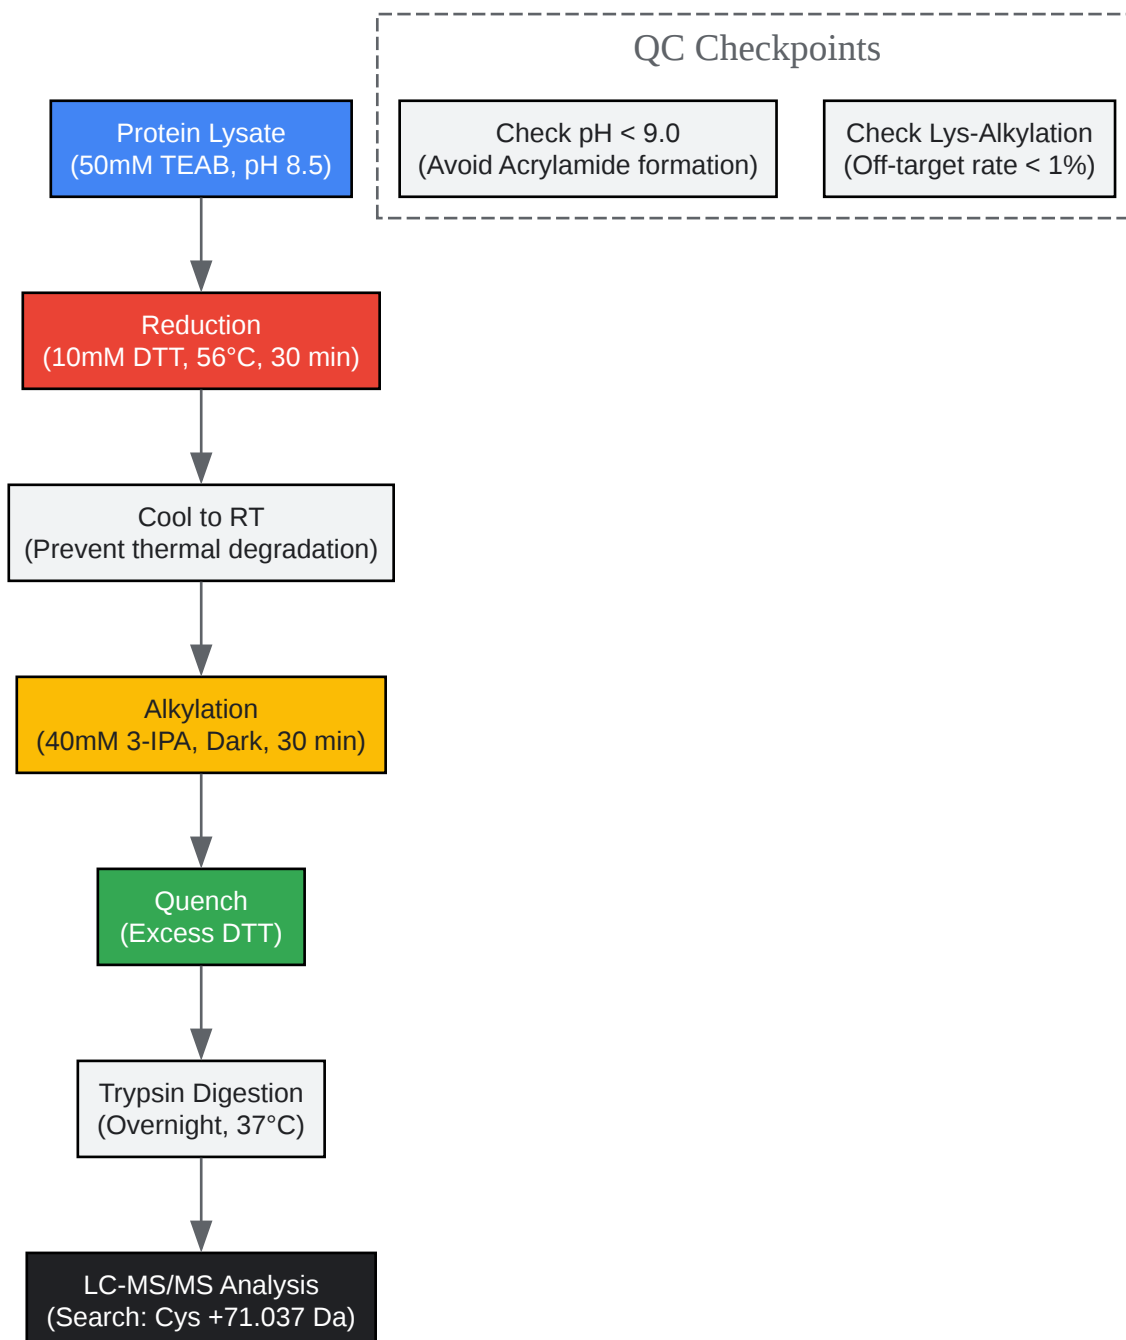 QC Checkpoints
Protein Lysate
(50mM TEAB, pH 8.5)
Check pH < 9.0
(Avoid Acrylamide formation)
Check Lys-Alkylation
(Off-target rate < 1%)
Reduction
(10mM DTT, 56°C, 30 min)
Cool to RT
(Prevent thermal degradation)
Alkylation
(40mM 3-IPA, Dark, 30 min)
Quench
(Excess DTT)
Trypsin Digestion
(Overnight, 37°C)
LC-MS/MS Analysis
(Search: Cys +71.037 Da)